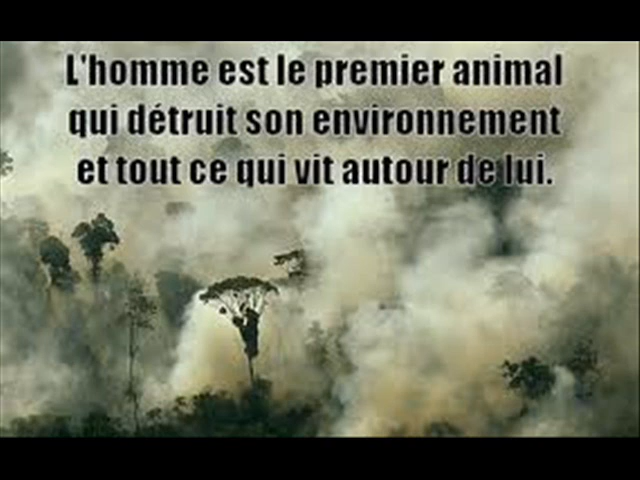 L'homme est le premier animal
qui détruit son environnement
et tout ce qui vit autour de lui.